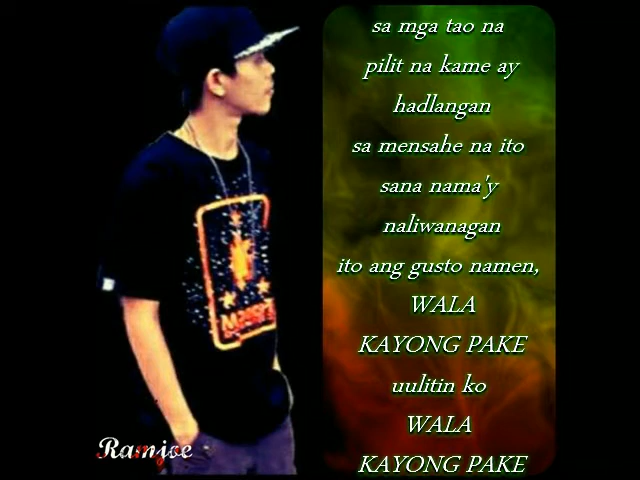 sa mga tao na
pilit na kame ay
hadlangan
sa mensahe na ito
sana nama'y
naliwanagan
ito ang gusto namen,
WALA
KAYONG PAKE
uulitin ko
WALA
KAYONG PAKE
Ramjoe